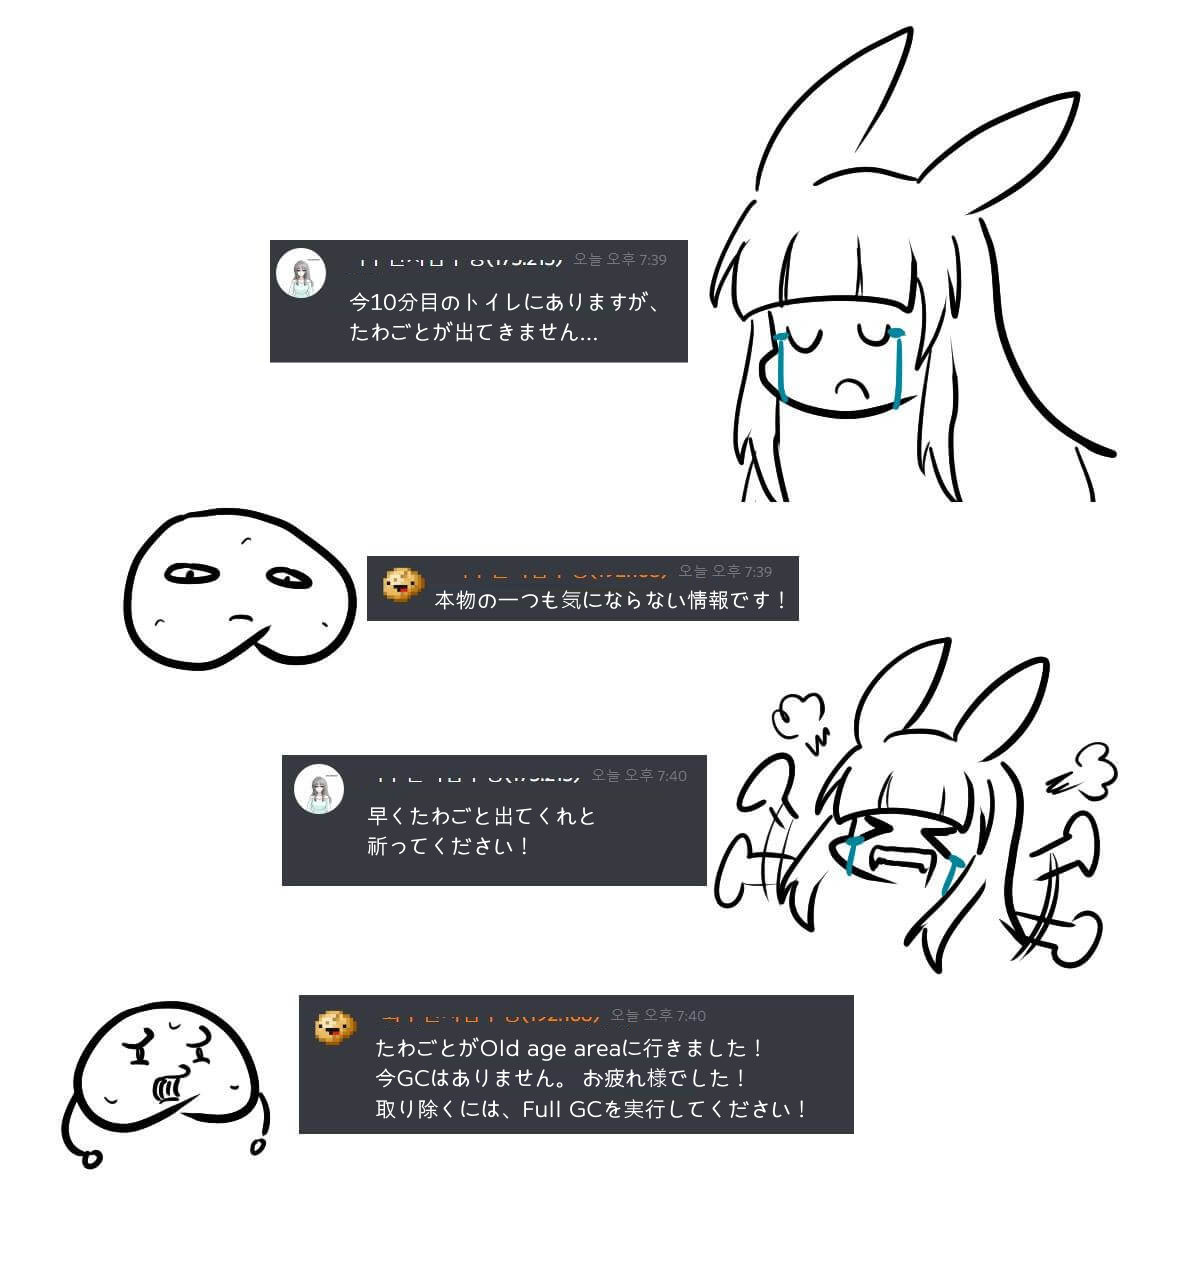 오늘 오후 7:39
今10分目のトイレにありますが、
たわごとが出てきません...
오늘 오후 7:39
本物の一つも気にならない情報です！
오늘 오후 7:40
早くたわごと出てくれと
祈ってください！
오늘 오후 7:40
たわごとがOld age areaに行きました！
今GCはありません。 お疲れ様でした！
取り除くには、Full GCを実行してください！